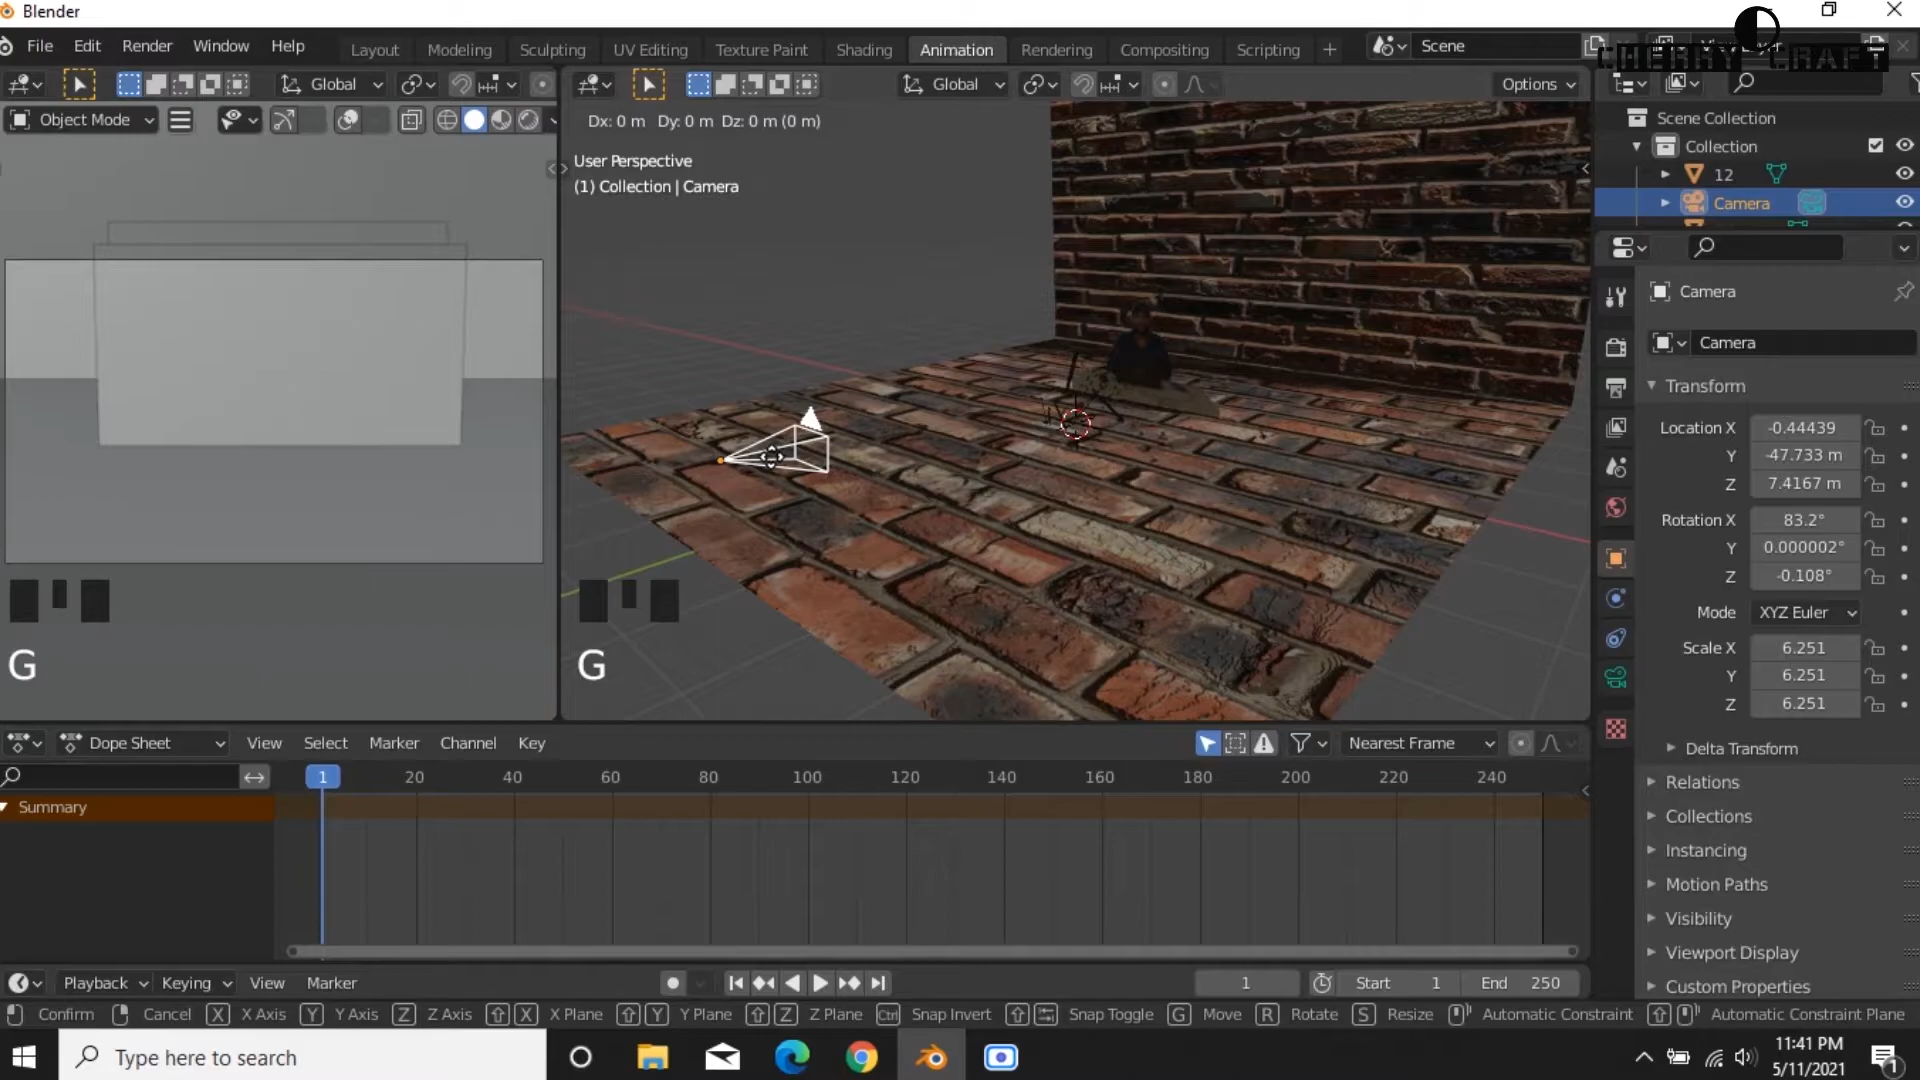 Blender
CHERRY CRAFT
File Edit Render Window Help
Layout Modeling Sculpting UV Editing Texture Paint Shading Animation Rendering Compositing Scripting +
Scene
Global
Global
Options
Object Mode
Dx: 0 m Dy: 0 m Dz: 0 m (0 m)
User Perspective
(1) Collection | Camera
G
G
Scene Collection
Collection
12
Camera
Camera
Camera
Transform
Location X -0.44439
Y -47.733 m
Z 7.4167 m
Rotation X 83.2°
Y 0.000002°
Z -0.108°
Mode XYZ Euler
Scale X 6.251
Y 6.251
Z 6.251
Delta Transform
Relations
Collections
Instancing
Motion Paths
Visibility
Viewport Display
Custom Properties
Dope Sheet View Select Marker Channel Key
Nearest Frame
1 20 40 60 80 100 120 140 160 180 200 220 240
Summary
Playback Keying View Marker
1 Start 1 End 250
Confirm Cancel X X Axis Y Y Axis Z Z Axis X X Plane Y Y Plane Z Z Plane Ctrl Snap Invert Snap Toggle G Move R Rotate S Resize Automatic Constraint Automatic Constraint Plane
Type here to search
11:41 PM
5/11/2021
1